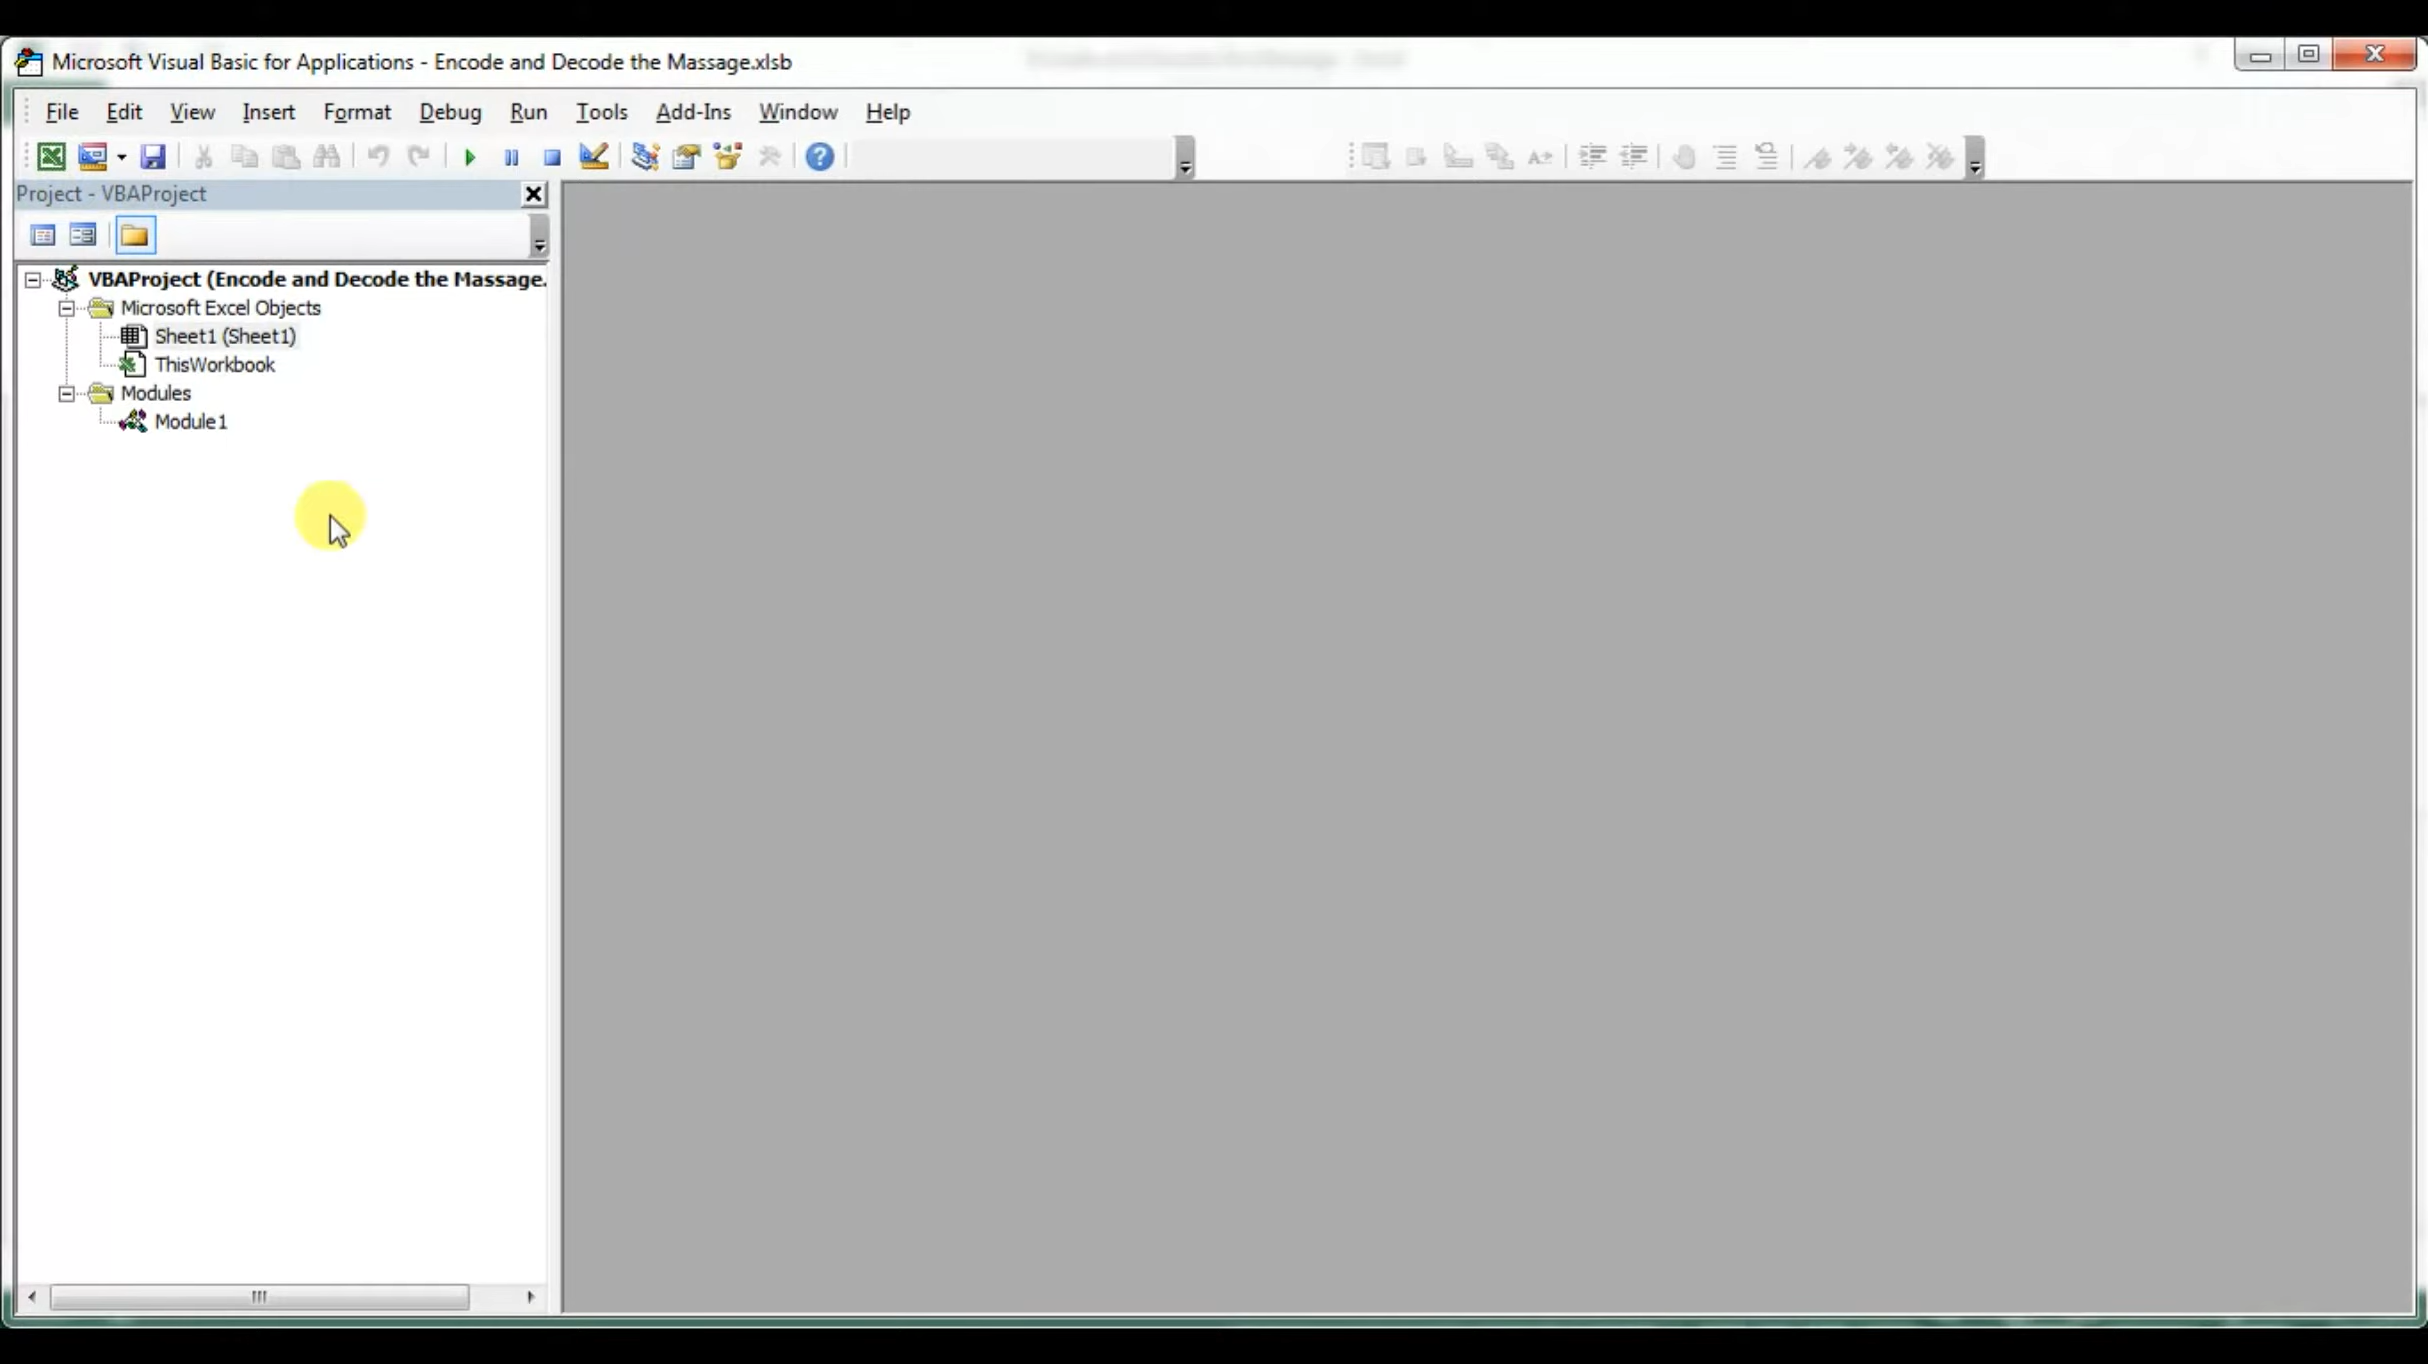 Microsoft Visual Basic for Applications - Encode and Decode the Massage.xlsb
File Edit View Insert Format Debug Run Tools Add-Ins Window Help
Project - VBAProject
VBAProject (Encode and Decode the Massage.
Microsoft Excel Objects
Sheet1 (Sheet1)
ThisWorkbook
Modules
Module1